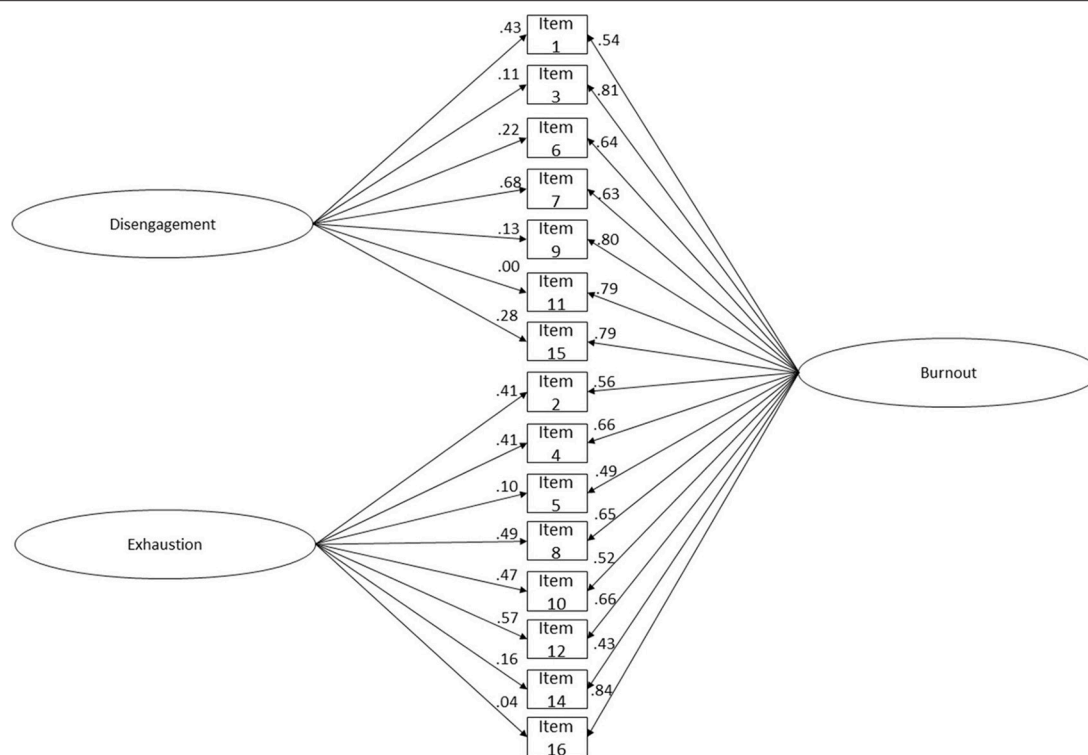 .43
Item
1
.54
.11
Item
3
.81
.22
Item
6
.64
.68
Item
7
.63
Disengagement
.13
Item
9
.80
.00
Item
11
.79
.28
Item
15
.79
Burnout
.41
Item
2
.56
.41
Item
4
.66
.10
Item
5
.49
Exhaustion
.49
Item
8
.65
.47
Item
10
.52
.57
Item
12
.66
.16
Item
14
.43
.04
Item
16
.84